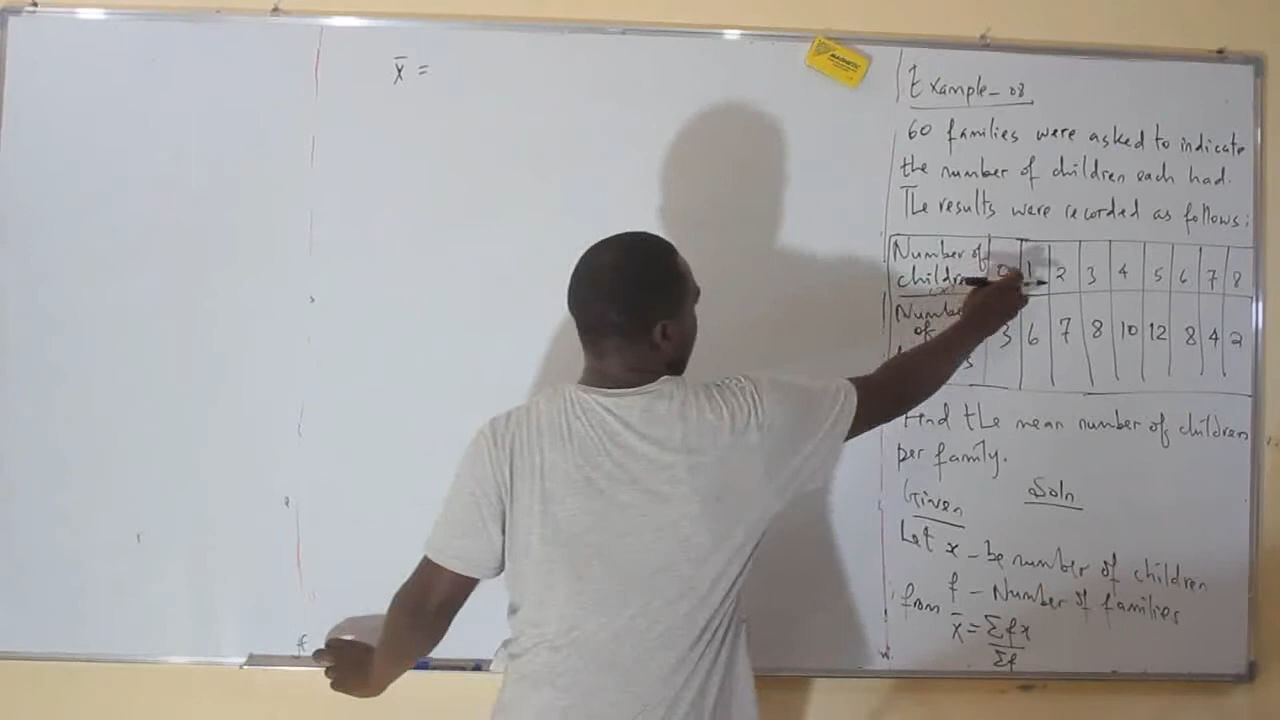 x̄ =
MAGNETIC
Example_08
60 families were asked to indicate
the number of children each had.
The results were recorded as follows:
Number of
children 0 1 2 3 4 5 6 7 8
Number
of 3 6 7 8 10 12 8 4 2
Find the mean number of children
per family.
Soln
Given
Let x - be number of children
f - Number of families
from x̄ = Σfx
Σf